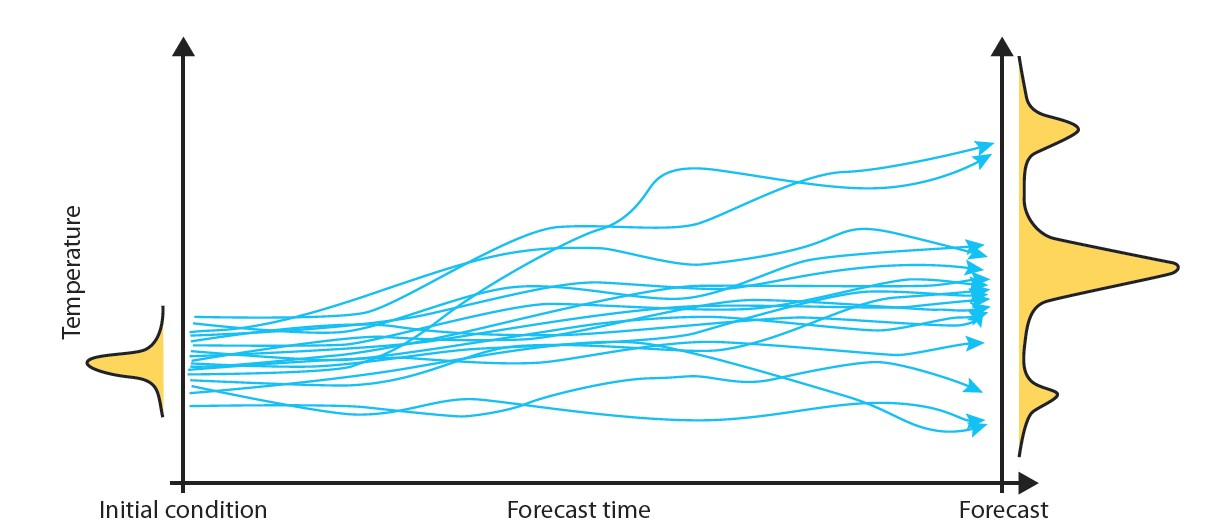 Temperature
Initial condition
Forecast time
Forecast